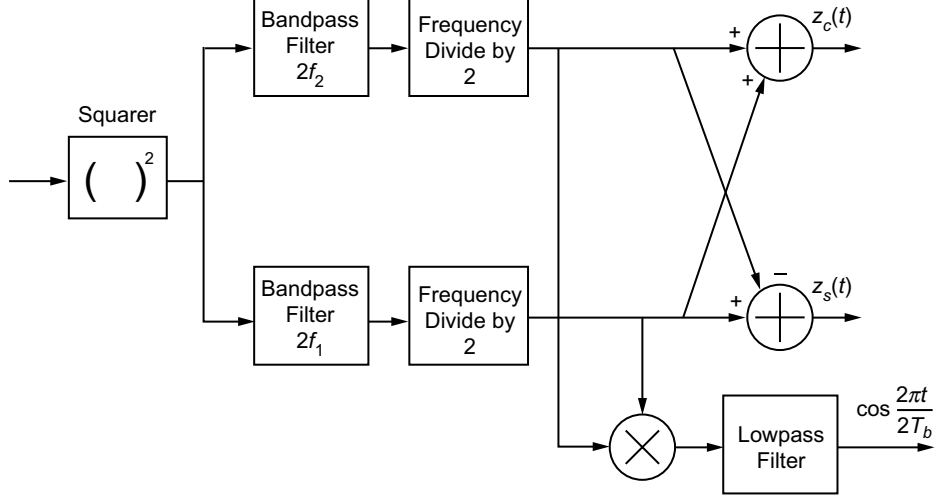 Bandpass
Filter
2f₂
Frequency
Divide by
2
+
z_c(t)
+
Squarer
( )²
Bandpass
Filter
2f₁
Frequency
Divide by
2
−
+
z_s(t)
Lowpass
Filter
cos 2πt/2T_b